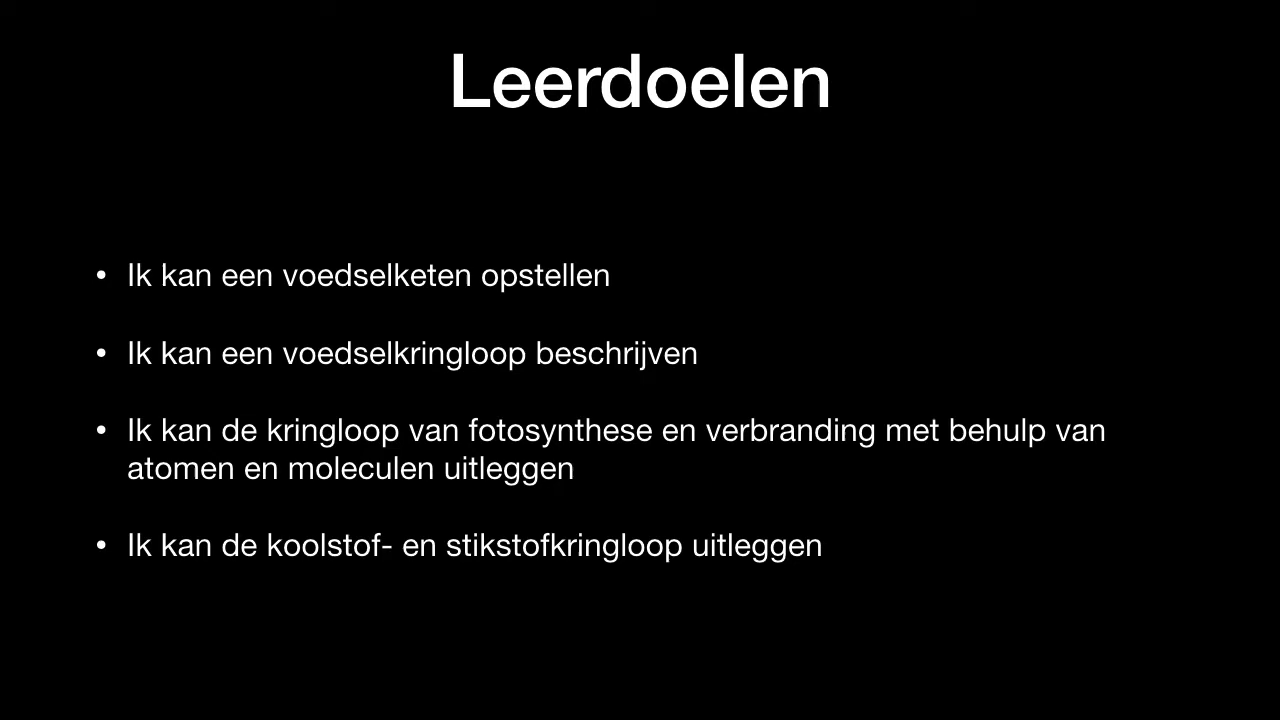 Leerdoelen
• Ik kan een voedselketen opstellen
• Ik kan een voedselkringloop beschrijven
• Ik kan de kringloop van fotosynthese en verbranding met behulp van
atomen en moleculen uitleggen
• Ik kan de koolstof- en stikstofkringloop uitleggen